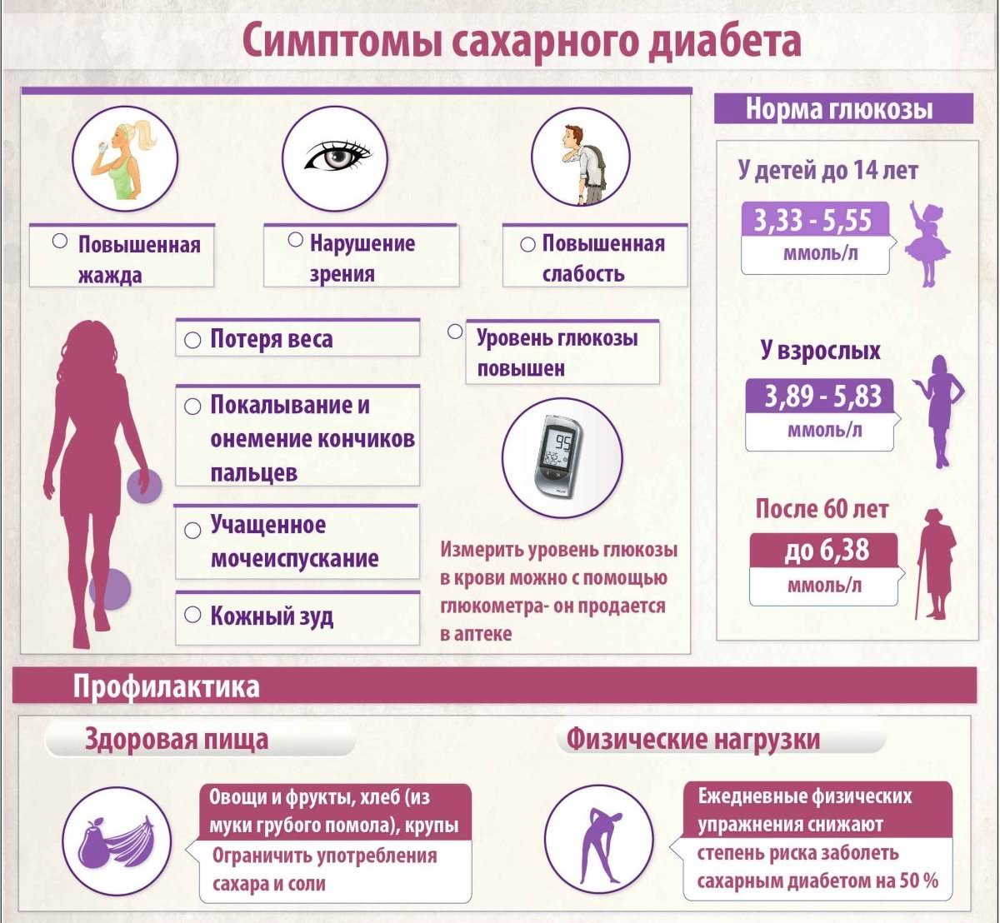 Симптомы сахарного диабета
Повышенная
жажда
Нарушение
зрения
Повышенная
слабость
Потеря веса
Покалывание и
онемение кончиков
пальцев
Учащенное
мочеиспускание
Кожный зуд
Уровень глюкозы
повышен
95
Измерить уровень глюкозы
в крови можно с помощью
глюкометра- он продается
в аптеке
Норма глюкозы
У детей до 14 лет
3,33 - 5,55
ммоль/л
У взрослых
3,89 - 5,83
ммоль/л
После 60 лет
до 6,38
ммоль/л
Профилактика
Здоровая пища
Овощи и фрукты, хлеб (из
муки грубого помола), крупы
Ограничить употребления
сахара и соли
Физические нагрузки
Ежедневные физических
упражнения снижают
степень риска заболеть
сахарным диабетом на 50 %